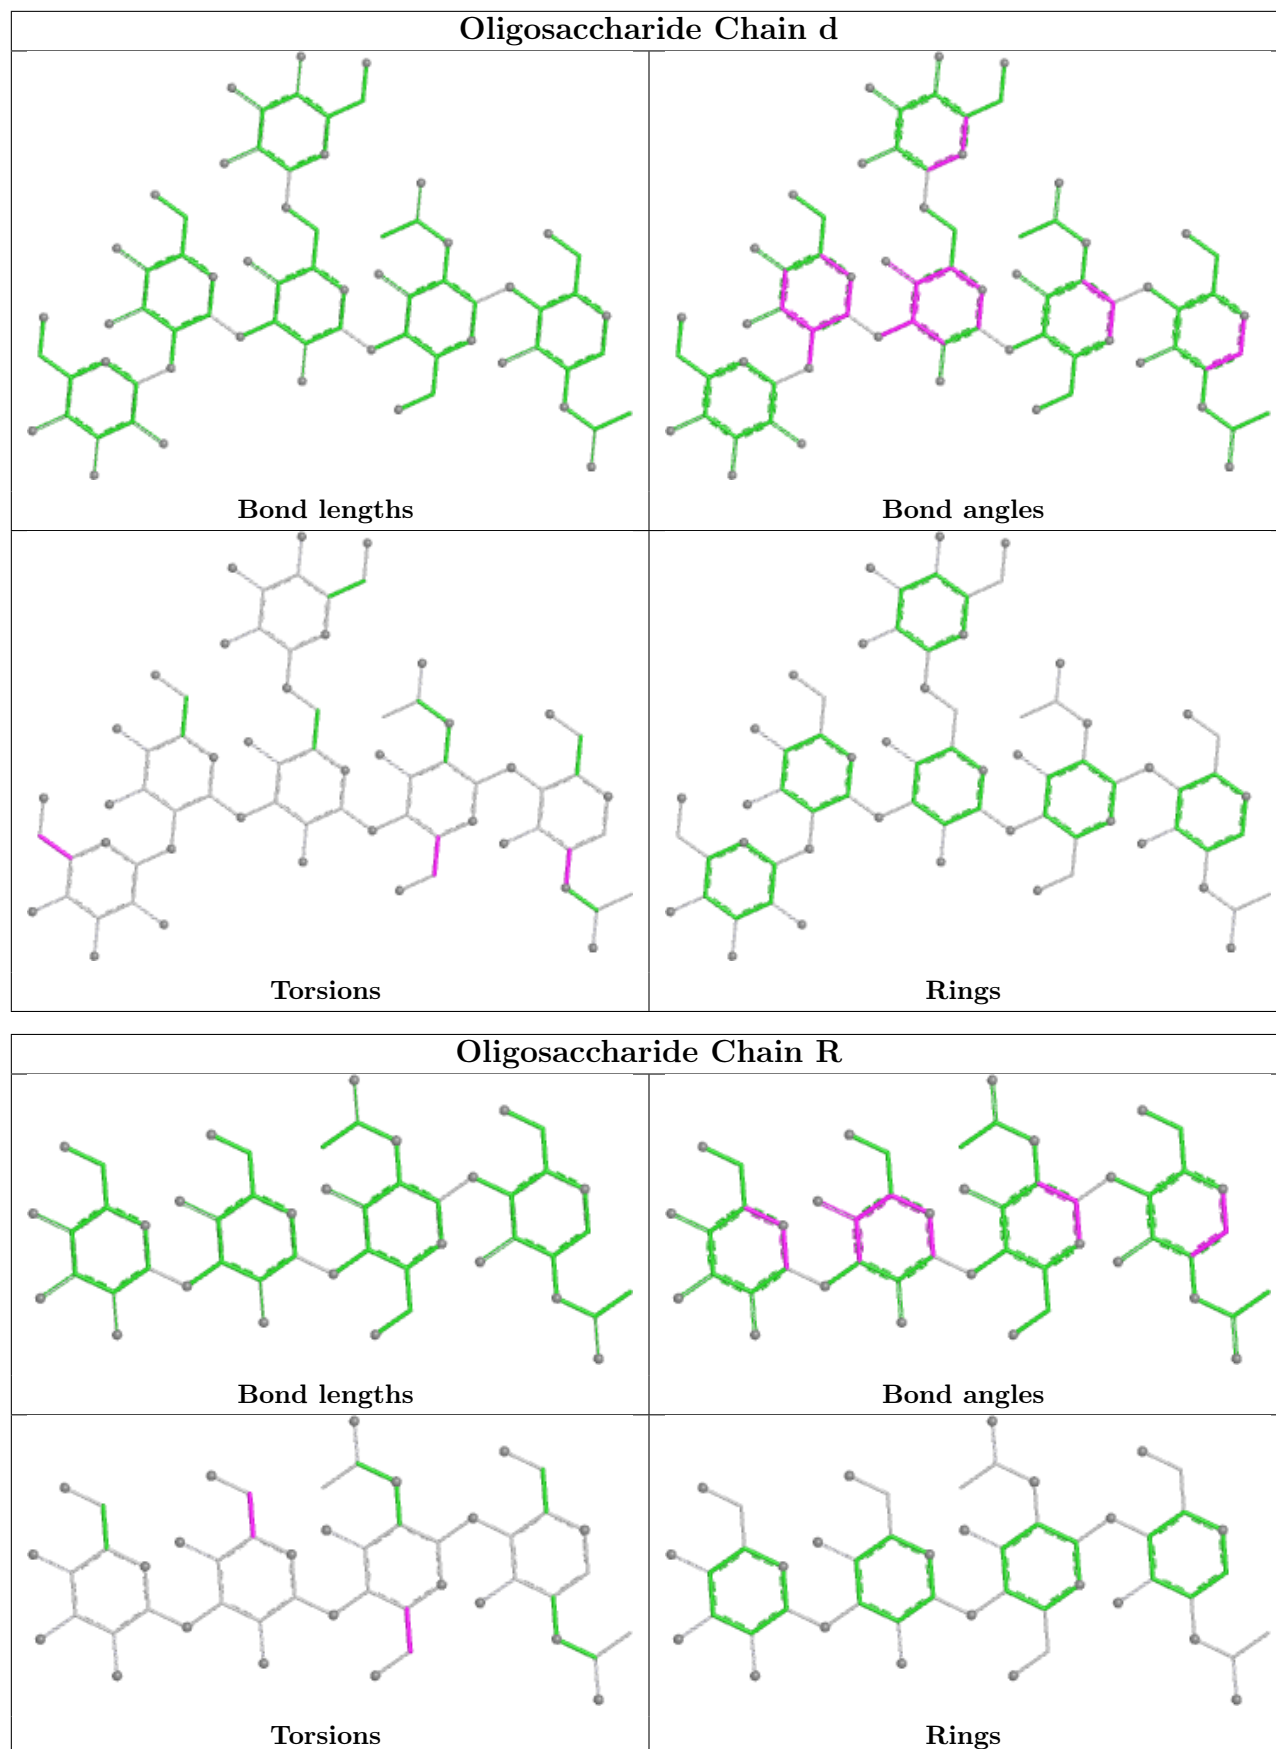 Oligosaccharide Chain d
Bond lengths
Bond angles
Torsions
Rings
Oligosaccharide Chain R
Bond lengths
Bond angles
Torsions
Rings